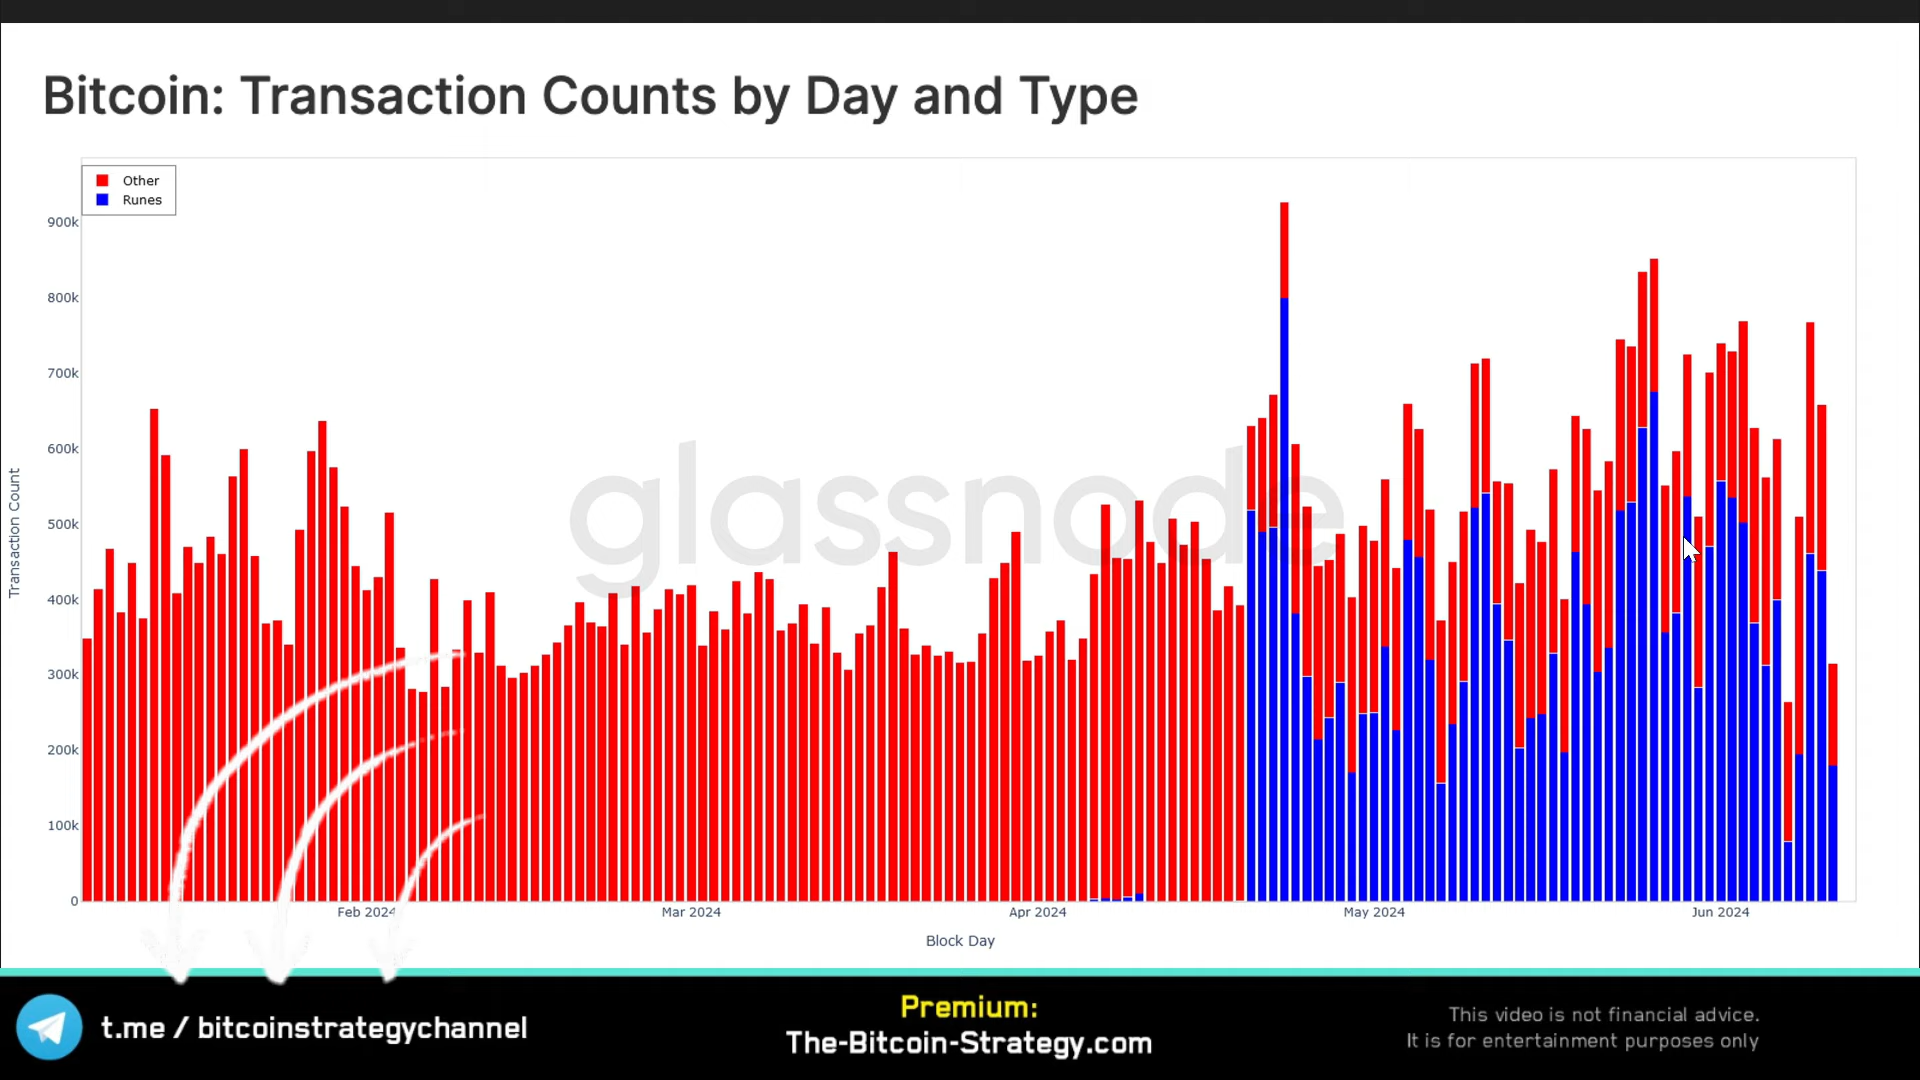 Bitcoin: Transaction Counts by Day and Type
Other
Runes
900k
800k
700k
600k
500k
400k
300k
200k
100k
0
Transaction Count
glassnode
Feb 2024
Mar 2024
Apr 2024
May 2024
Jun 2024
Block Day
t.me / bitcoinstrategychannel
Premium:
The-Bitcoin-Strategy.com
This video is not financial advice.
It is for entertainment purposes only